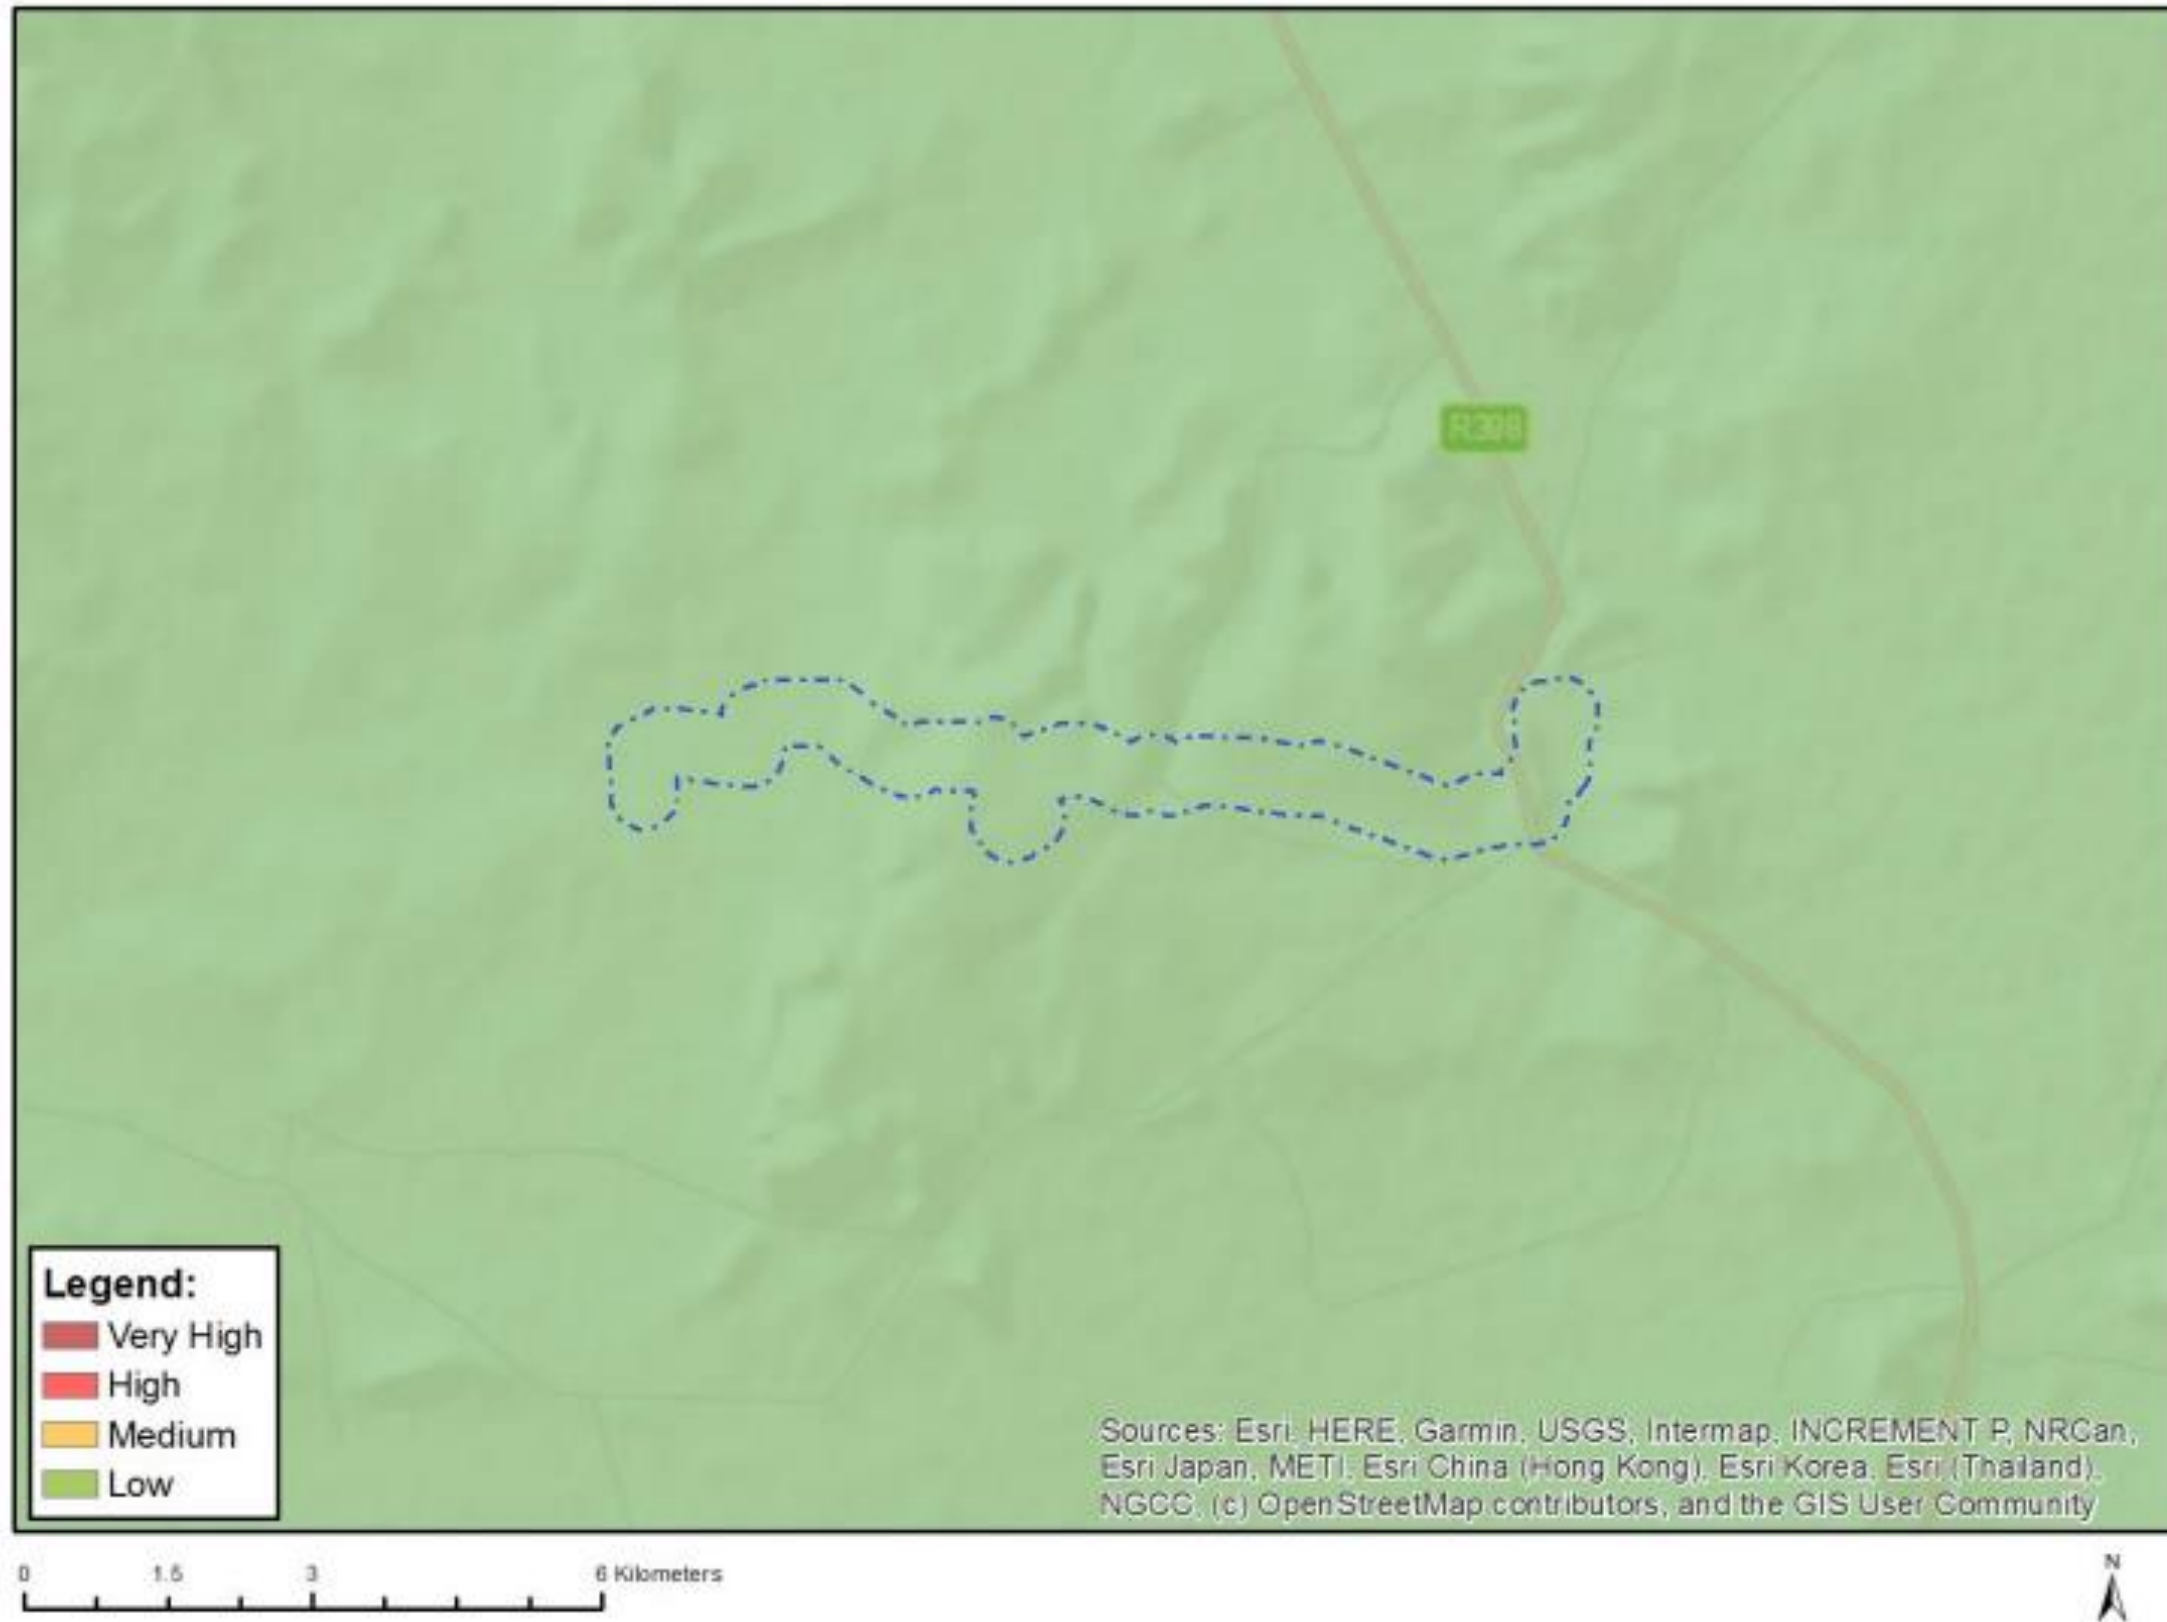 R398
Legend:
Very High
High
Medium
Low
Sources: Esri, HERE, Garmin, USGS, Intermap, INCREMENT P, NRCan,
Esri Japan, METI, Esri China (Hong Kong), Esri Korea, Esri (Thailand),
NGCC, (c) OpenStreetMap contributors, and the GIS User Community
0 1.5 3 6 Kilometers
N